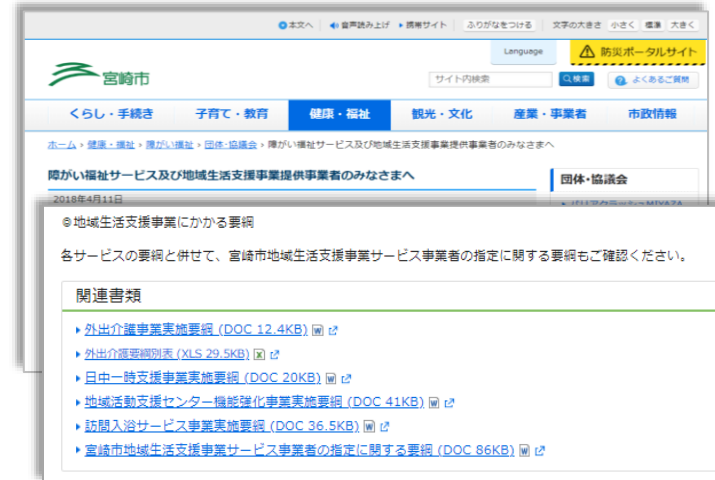 本文へ 音声読み上げ 携帯サイト ふりがなをつける 文字の大きさ 小さく 標準 大きく
Language 防災ポータルサイト
宮崎市
サイト内検索 検索 よくあるご質問
くらし・手続き 子育て・教育 健康・福祉 観光・文化 産業・事業者 市政情報
ホーム › 健康・福祉 › 障がい福祉 › 団体・協議会 › 障がい福祉サービス及び地域生活支援事業提供事業者のみなさまへ
障がい福祉サービス及び地域生活支援事業提供事業者のみなさまへ
団体・協議会
2018年4月11日
◎地域生活支援事業にかかる要綱
各サービスの要綱と併せて、宮崎市地域生活支援事業サービス事業者の指定に関する要綱もご確認ください。
関連書類
外出介護事業実施要綱 (DOC 12.4KB)
外出介護要綱別表 (XLS 29.5KB)
日中一時支援事業実施要綱 (DOC 20KB)
地域活動支援センター機能強化事業実施要綱 (DOC 41KB)
訪問入浴サービス事業実施要綱 (DOC 36.5KB)
宮崎市地域生活支援事業サービス事業者の指定に関する要綱 (DOC 86KB)